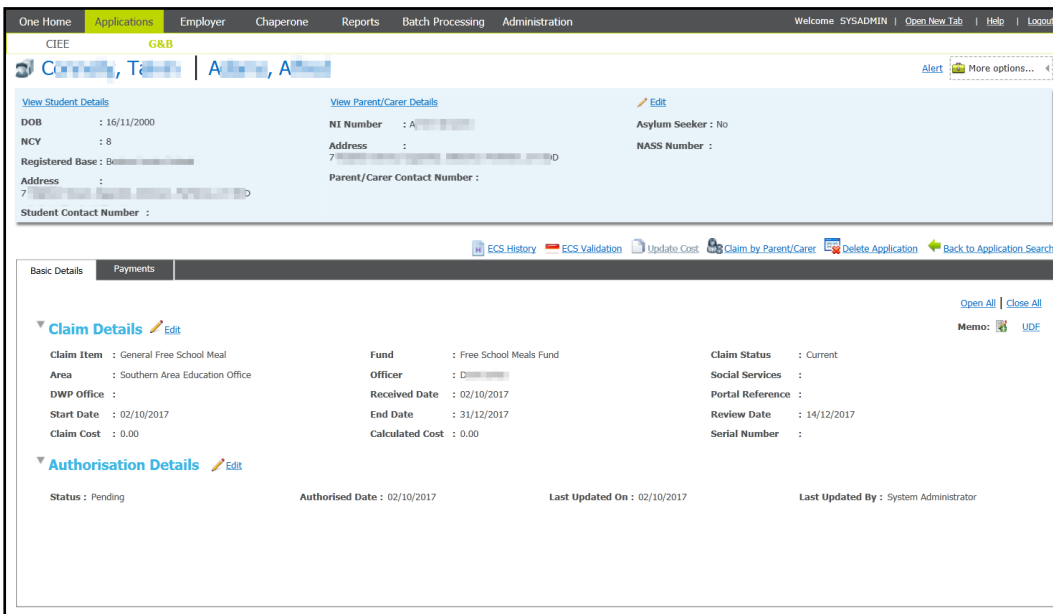 One Home Applications Employer Chaperone Reports Batch Processing Administration Welcome SYSADMIN | Open New Tab | Help | Logout
CIEE G&B
Alert More options...
View Student Details View Parent/Carer Details Edit
DOB : 16/11/2000 NI Number : Asylum Seeker : No
NCY : 8 Address : NASS Number :
Registered Base :
Address : Parent/Carer Contact Number :
Student Contact Number :
ECS History ECS Validation Update Cost Claim by Parent/Carer Delete Application Back to Application Search
Basic Details Payments
Open All | Close All
Claim Details Edit Memo: UDF
Claim Item : General Free School Meal Fund : Free School Meals Fund Claim Status : Current
Area : Southern Area Education Office Officer : Social Services :
DWP Office : Received Date : 02/10/2017 Portal Reference :
Start Date : 02/10/2017 End Date : 31/12/2017 Review Date : 14/12/2017
Claim Cost : 0.00 Calculated Cost : 0.00 Serial Number :
Authorisation Details Edit
Status : Pending Authorised Date : 02/10/2017 Last Updated On : 02/10/2017 Last Updated By : System Administrator